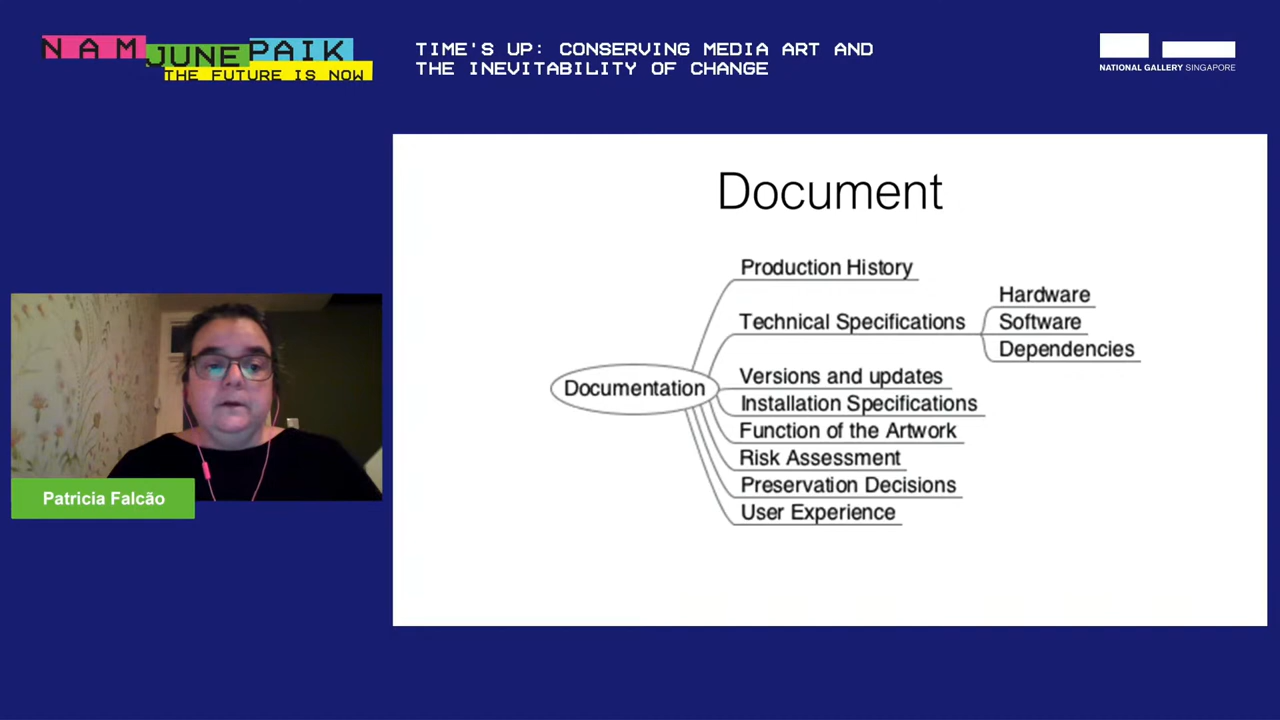 NAM
JUNE
PAIK
THE FUTURE IS NOW
TIME'S UP: CONSERVING MEDIA ART AND
THE INEVITABILITY OF CHANGE
NATIONAL GALLERY SINGAPORE
Document
Documentation
Production History
Technical Specifications
Hardware
Software
Dependencies
Versions and updates
Installation Specifications
Function of the Artwork
Risk Assessment
Preservation Decisions
User Experience
Patricia Falcão